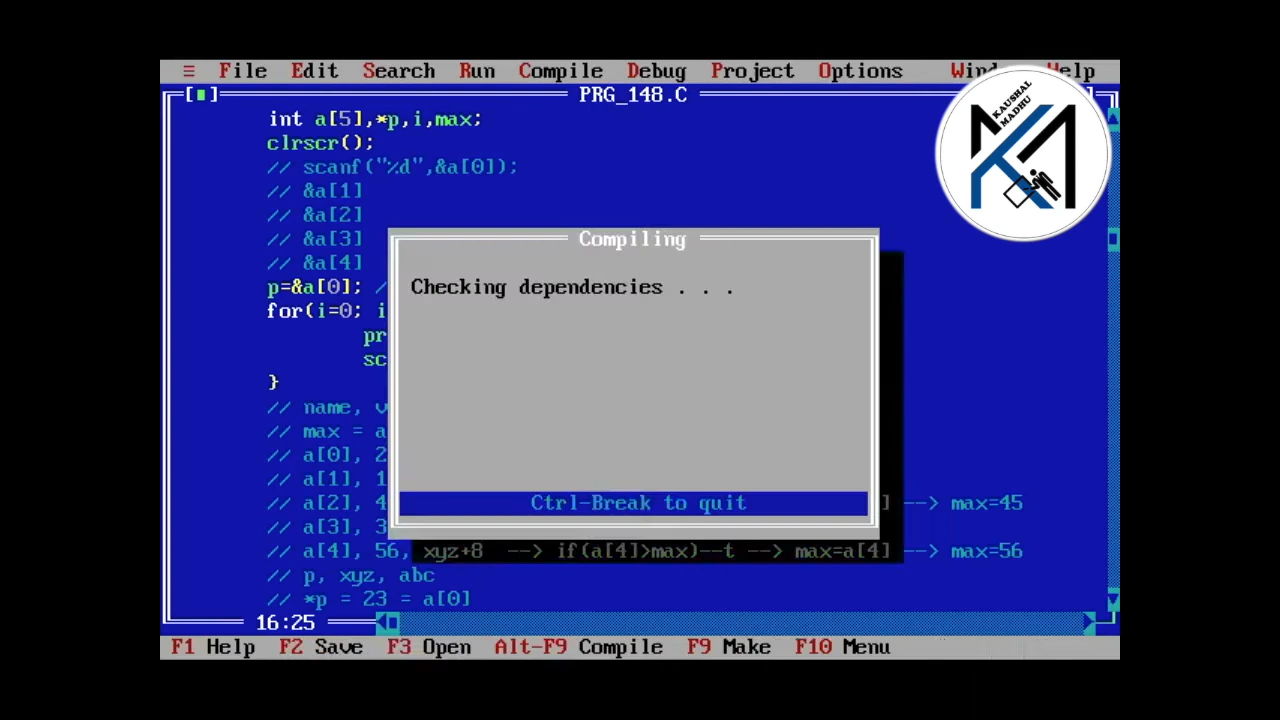 ≡ File Edit Search Run Compile Debug Project Options Wind Help
PRG_148.C
int a[5],*p,i,max;
clrscr();
// scanf("%d",&a[0]);
// &a[1]
// &a[2]
// &a[3]
// &a[4]
p=&a[0]; /
for(i=0; i
pr
sc
}
// name, v
// max = a
// a[0], 2
// a[1], 1
// a[2], 4 ] --> max=45
// a[3], 3
// a[4], 56, xyz+8 --> if(a[4]>max)--t --> max=a[4] --> max=56
// p, xyz, abc
// *p = 23 = a[0]
16:25
F1 Help F2 Save F3 Open Alt-F9 Compile F9 Make F10 Menu
Compiling
Checking dependencies . . .
Ctrl-Break to quit
KAUSHAL
MADHU